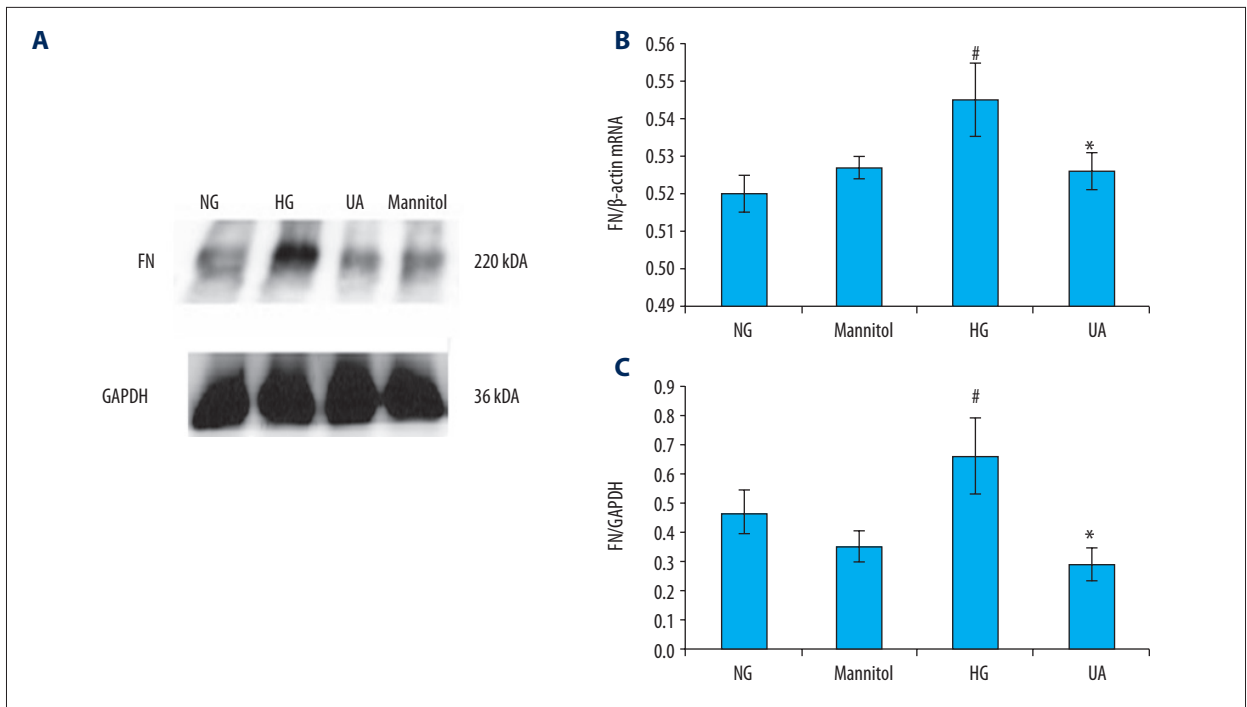 A
NG HG UA Mannitol
FN 220 kDA
GAPDH 36 kDA
B
FN/β-actin mRNA
0.56
0.55
0.54
0.53
0.52
0.51
0.50
0.49
#
*
NG Mannitol HG UA
C
FN/GAPDH
0.9
0.8
0.7
0.6
0.5
0.4
0.3
0.2
0.1
0.0
#
*
NG Mannitol HG UA